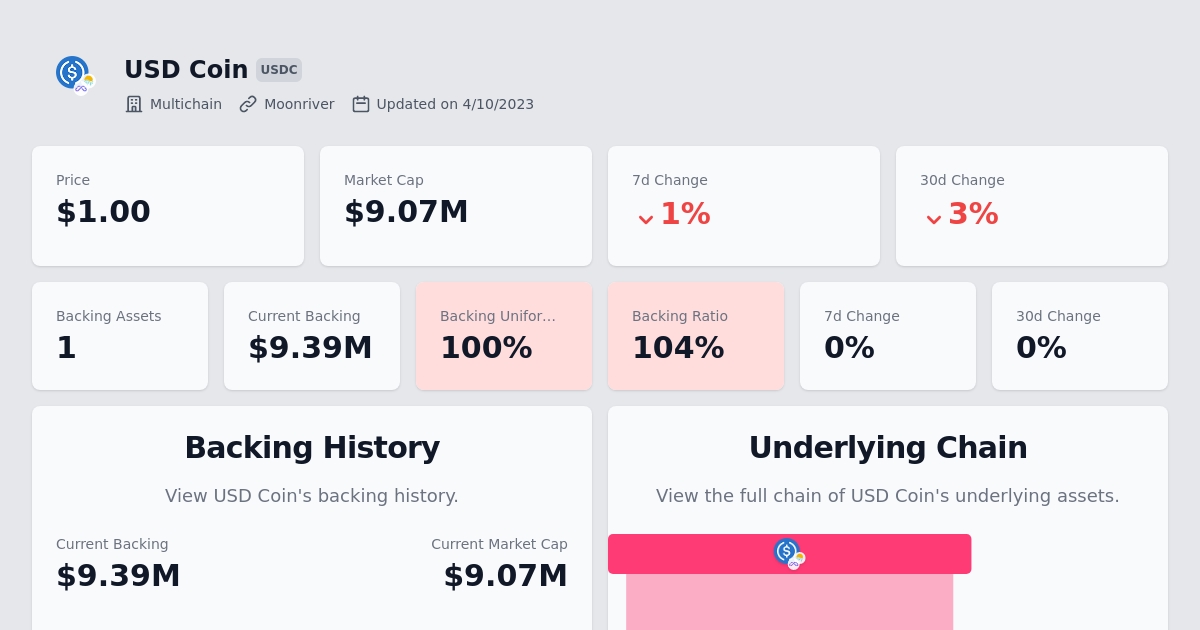 USD Coin USDC
Multichain Moonriver Updated on 4/10/2023
Price
$1.00
Market Cap
$9.07M
7d Change
1%
30d Change
3%
Backing Assets
1
Current Backing
$9.39M
Backing Unifor...
100%
Backing Ratio
104%
7d Change
0%
30d Change
0%
Backing History
View USD Coin's backing history.
Current Backing
$9.39M
Current Market Cap
$9.07M
Underlying Chain
View the full chain of USD Coin's underlying assets.